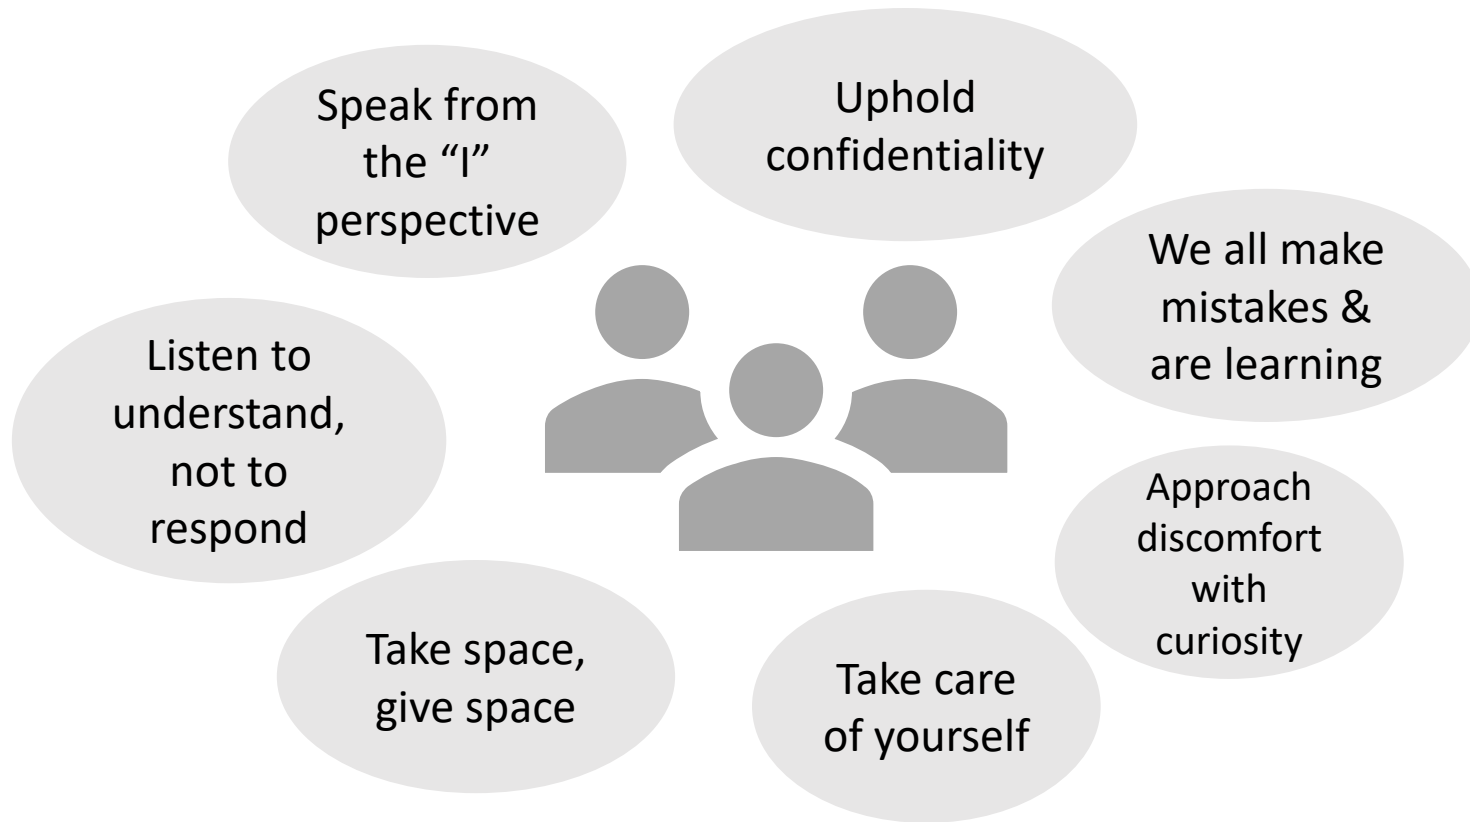 Speak from
the “I”
perspective
Uphold
confidentiality
We all make
mistakes &
are learning
Listen to
understand,
not to
respond
Approach
discomfort
with
curiosity
Take space,
give space
Take care
of yourself